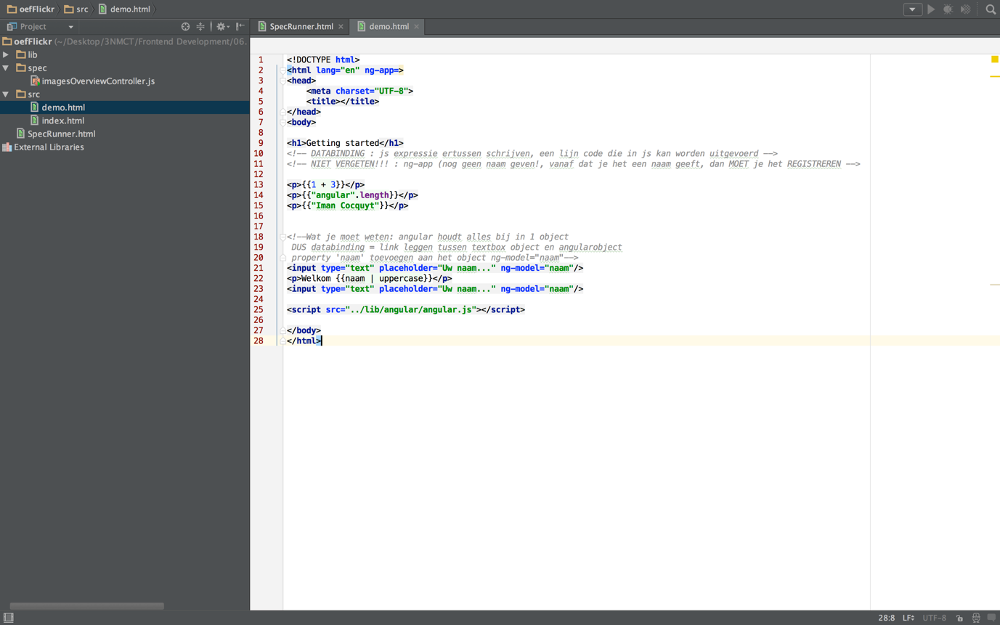 oefFlickr src demo.html
Project
SpecRunner.html demo.html
oefFlickr (~/Desktop/3NMCT/Frontend Development/06.
lib
spec
imagesOverviewController.js
src
demo.html
index.html
SpecRunner.html
External Libraries
1 <!DOCTYPE html>
2 <html lang="en" ng-app=>
3 <head>
4 <meta charset="UTF-8">
5 <title></title>
6 </head>
7 <body>
8
9 <h1>Getting started</h1>
10 <!-- DATABINDING : js expressie ertussen schrijven, een lijn code die in js kan worden uitgevoerd -->
11 <!-- NIET VERGETEN!!! : ng-app (nog geen naam geven!, vanaf dat je het een naam geeft, dan MOET je het REGISTREREN -->
12
13 <p>{{1 + 3}}</p>
14 <p>{{"angular".length}}</p>
15 <p>{{"Iman Cocquyt"}}</p>
16
17
18 <!--Wat je moet weten: angular houdt alles bij in 1 object
19 DUS databinding = link leggen tussen textbox object en angularobject
20 property 'naam' toevoegen aan het object ng-model="naam"-->
21 <input type="text" placeholder="Uw naam..." ng-model="naam"/>
22 <p>Welkom {{naam | uppercase}}</p>
23 <input type="text" placeholder="Uw naam..." ng-model="naam"/>
24
25 <script src="../lib/angular/angular.js"></script>
26
27 </body>
28 </html>
28:8 LF UTF-8